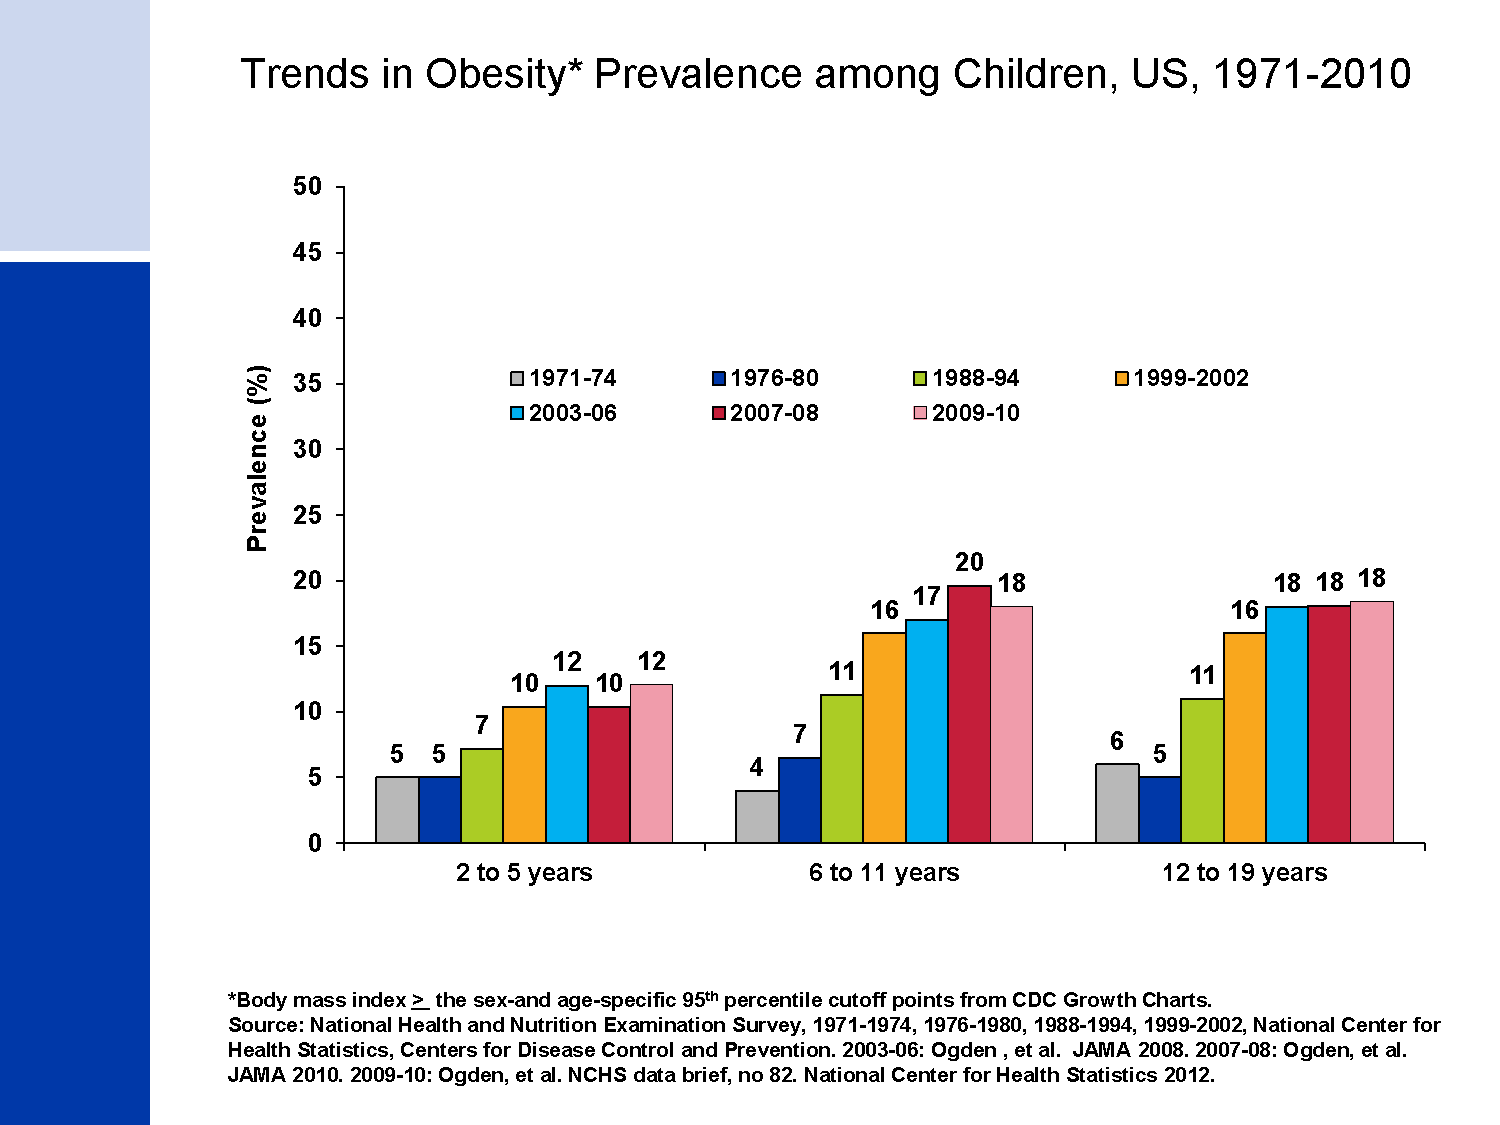 Trends in Obesity* Prevalence among Children, US, 1971-2010
Prevalence (%)
50
45
40
35
30
25
20
15
10
5
0
1971-74 1976-80 1988-94 1999-2002
2003-06 2007-08 2009-10
5 5 7 10 12 10 12
4 7 11 16 17 20 18
6 5 11 16 18 18 18
2 to 5 years 6 to 11 years 12 to 19 years
*Body mass index > the sex-and age-specific 95th percentile cutoff points from CDC Growth Charts.
Source: National Health and Nutrition Examination Survey, 1971-1974, 1976-1980, 1988-1994, 1999-2002, National Center for
Health Statistics, Centers for Disease Control and Prevention. 2003-06: Ogden , et al. JAMA 2008. 2007-08: Ogden, et al.
JAMA 2010. 2009-10: Ogden, et al. NCHS data brief, no 82. National Center for Health Statistics 2012.